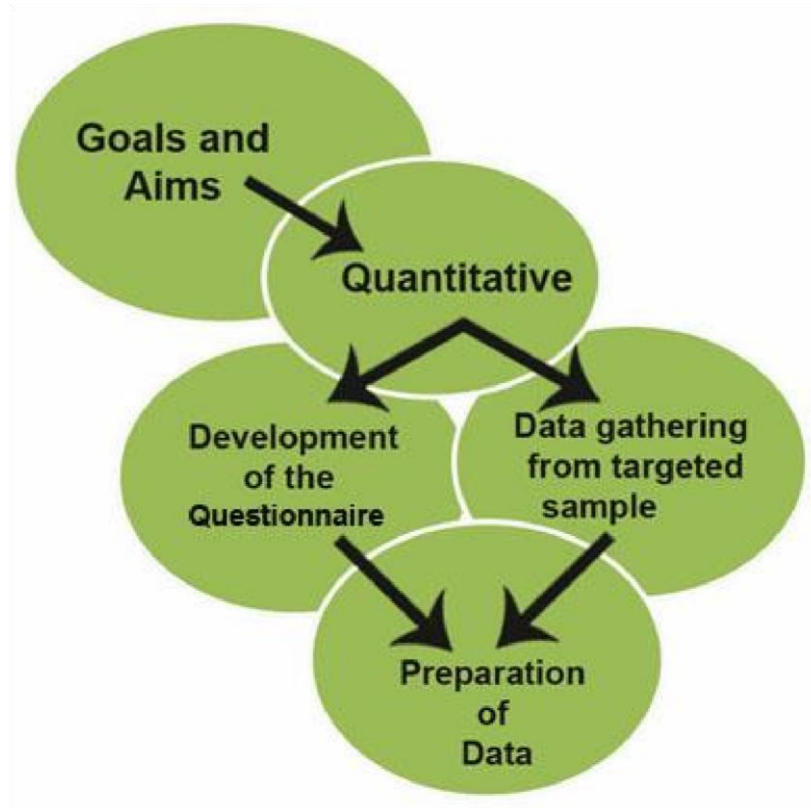 Goals and
Aims
Quantitative
Development
of the
Questionnaire
Data gathering
from targeted
sample
Preparation
of
Data